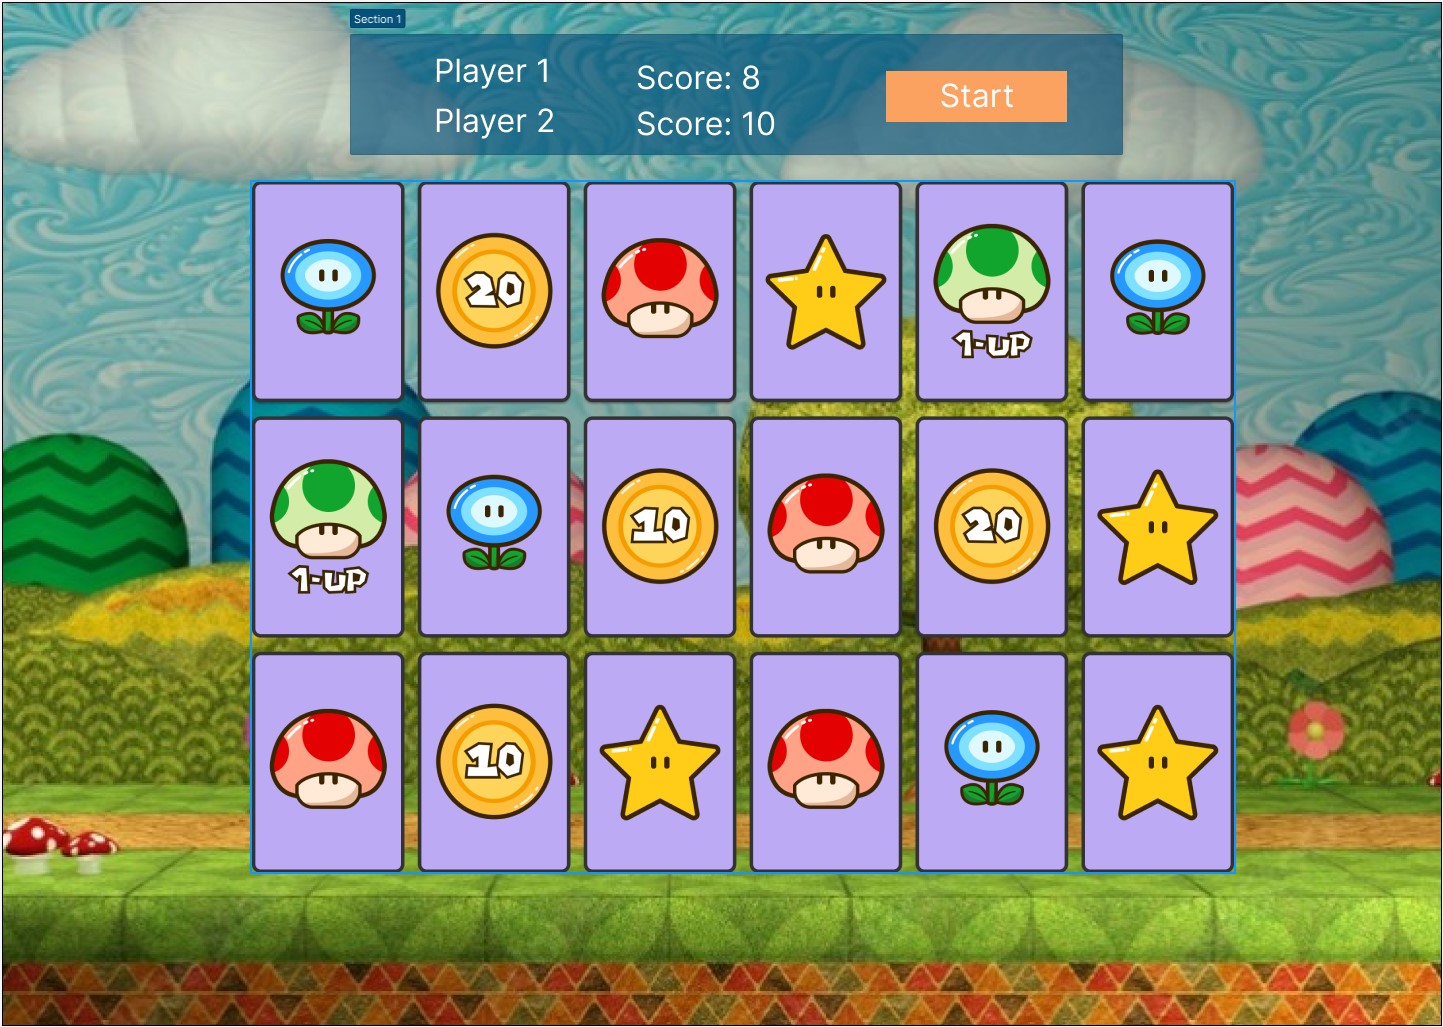 Section 1
Player 1
Score: 8
Start
Player 2
Score: 10
20
1-UP
1-UP
10
20
10